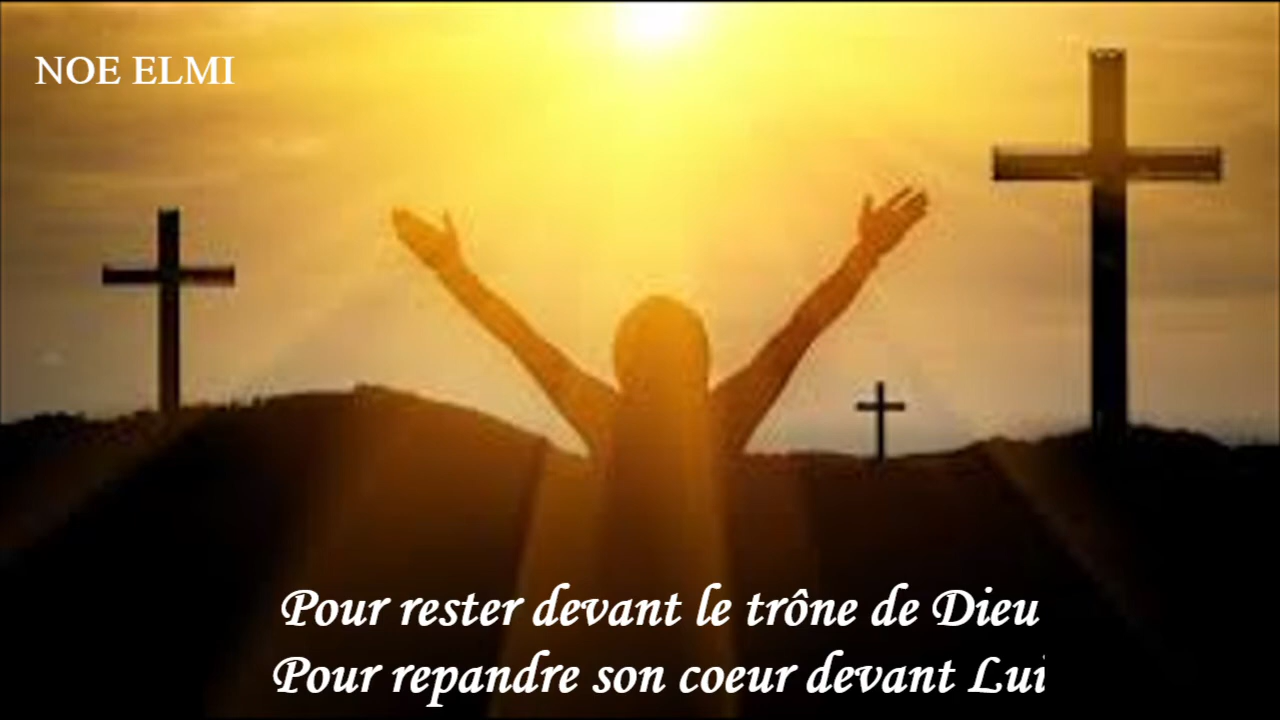 NOE ELMI
Pour rester devant le trône de Dieu
Pour repandre son coeur devant Lui